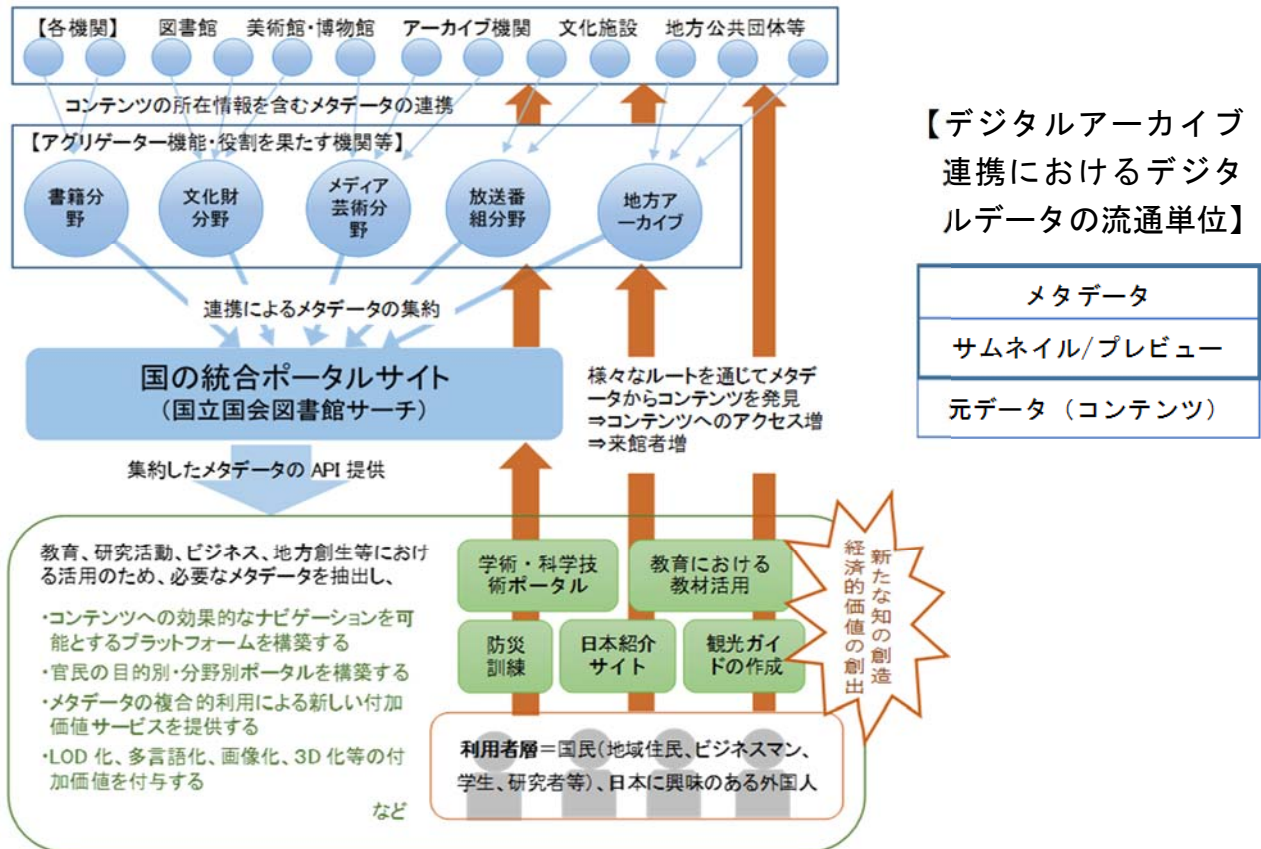 【各機関】 図書館 美術館・博物館 アーカイブ機関 文化施設 地方公共団体等
コンテンツの所在情報を含むメタデータの連携
【アグリゲーター機能・役割を果たす機関等】
書籍分
野
文化財
分野
メディア
芸術分
野
放送番
組分野
地方ア
ーカイブ
連携によるメタデータの集約
国の統合ポータルサイト
（国立国会図書館サーチ）
様々なルートを通じてメタデ
ータからコンテンツを発見
⇒コンテンツへのアクセス増
⇒来館者増
集約したメタデータの API 提供
教育、研究活動、ビジネス、地方創生等におけ
る活用のため、必要なメタデータを抽出し、
・コンテンツへの効果的なナビゲーションを可
能とするプラットフォームを構築する
・官民の目的別・分野別ポータルを構築する
・メタデータの複合的利用による新しい付加
価値サービスを提供する
・LOD 化、多言語化、画像化、3D 化等の付
加価値を付与する
など
学術・科学技
術ポータル
教育における
教材活用
防災
訓練
日本紹介
サイト
観光ガイ
ドの作成
新たな知の創造
経済的価値の創出
利用者層＝国民（地域住民、ビジネスマン、
学生、研究者等）、日本に興味のある外国人
【デジタルアーカイブ
連携におけるデジタ
ルデータの流通単位】
メタデータ
サムネイル/プレビュー
元データ（コンテンツ）